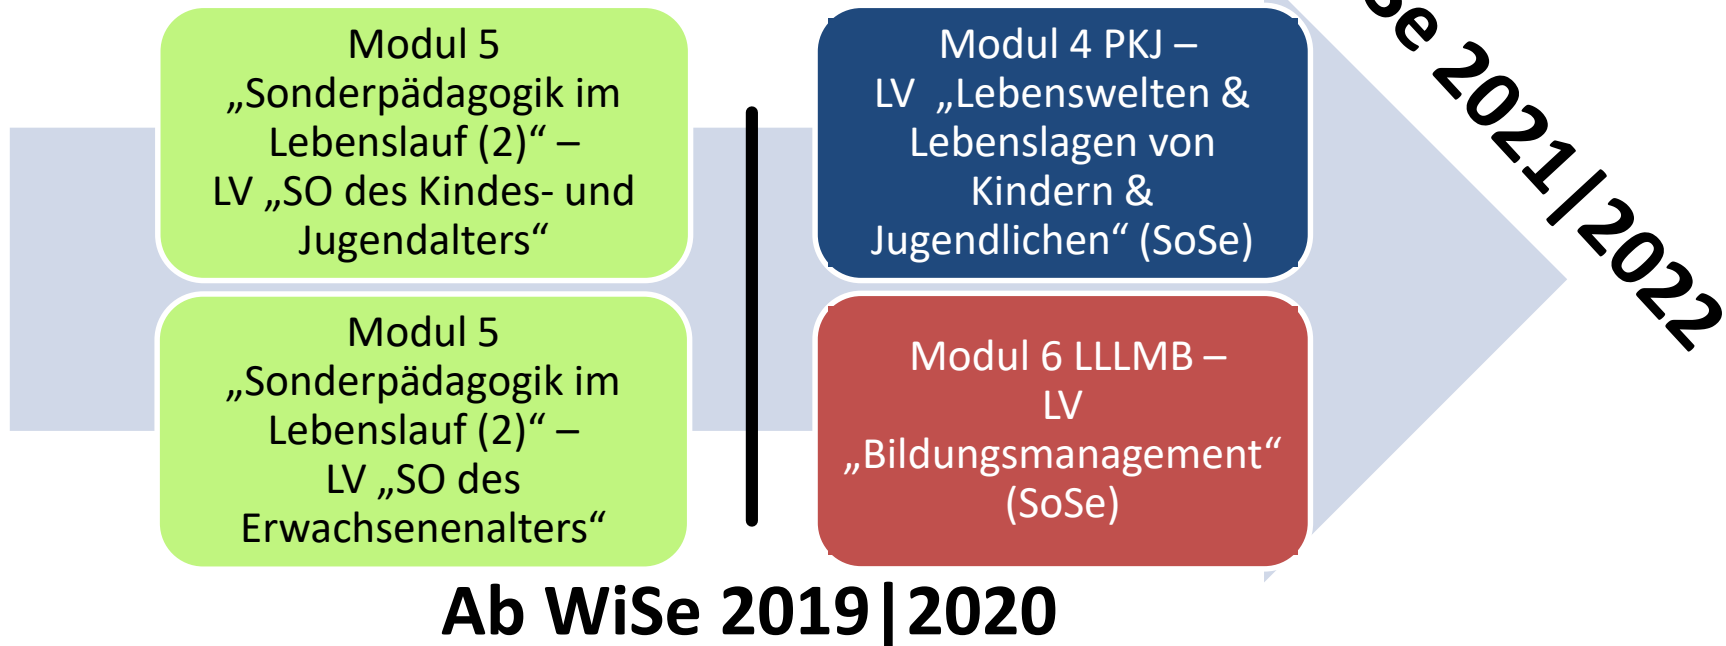 Modul 5
„Sonderpädagogik im
Lebenslauf (2)“ –
LV „SO des Kindes- und
Jugendalters“
Modul 4 PKJ –
LV „Lebenswelten &
Lebenslagen von
Kindern &
Jugendlichen“ (SoSe)
2021|2022
Modul 5
„Sonderpädagogik im
Lebenslauf (2)“ –
LV „SO des
Erwachsenenalters“
Modul 6 LLLMB –
LV
„Bildungsmanagement“
(SoSe)
Ab WiSe 2019|2020